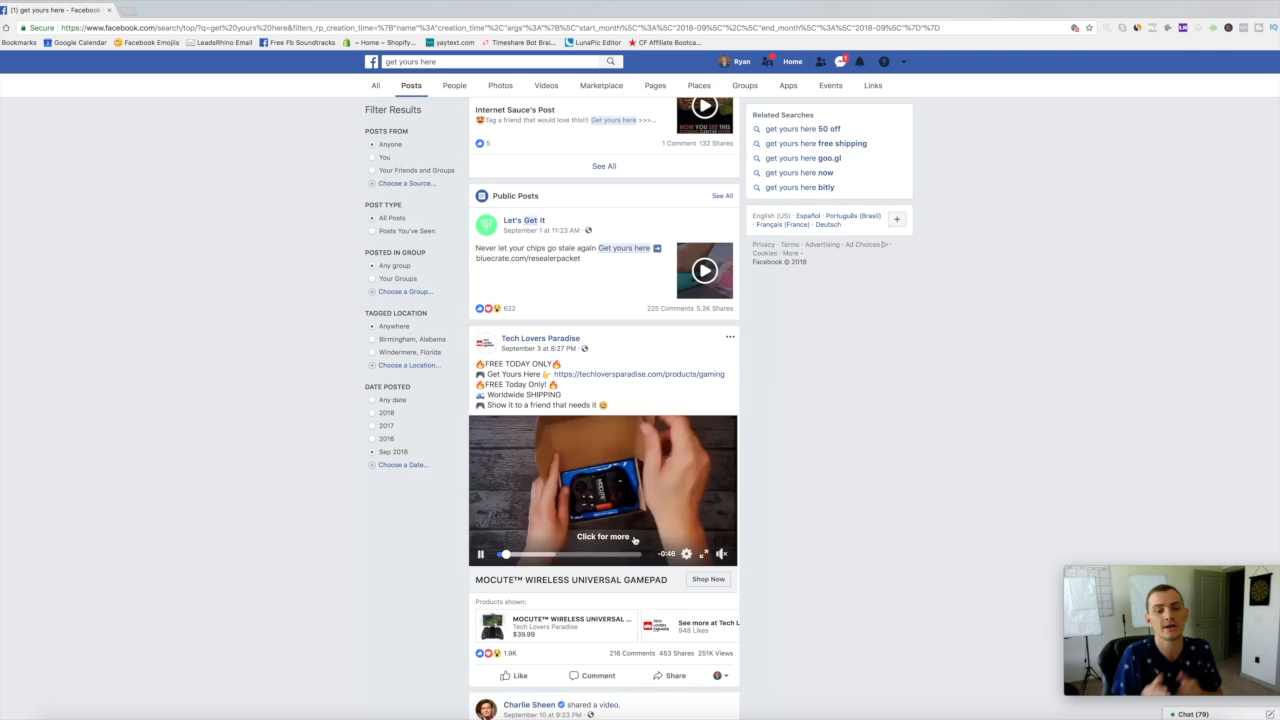 (1) get yours here - Facebook
Secure
https://www.facebook.com/search/top/?q=get%20yours%20here&filters_rp_creation_time=%7B"name"%3A"creation_time"%2C"args"%3A"%7B%5C"start_month%5C"%3A%5C"2018-09%5C"%2C%5C"end_month%5C"%3A%5C"2018-09%5C"%7D"%7D
Bookmarks
Google Calendar
Facebook Emojis
LeadsRhino Email
Free Fb Soundtracks
~ Home ~ Shopify...
yaytext.com
Timeshare Bot Brai...
LunaPic Editor
CF Affiliate Bootca...
get yours here
Ryan
Home
All
Posts
People
Photos
Videos
Marketplace
Pages
Places
Groups
Apps
Events
Links
Filter Results
POSTS FROM
Anyone
You
Your Friends and Groups
Choose a Source...
POST TYPE
All Posts
Posts You've Seen
POSTED IN GROUP
Any group
Your Groups
Choose a Group...
TAGGED LOCATION
Anywhere
Birmingham, Alabama
Windermere, Florida
Choose a Location...
DATE POSTED
Any date
2018
2017
2016
Sep 2018
Choose a Date...
Internet Sauce's Post
😍Tag a friend that would love this!!! Get yours here >>>...
NOW YOU SEE THIS
5
1 Comment 132 Shares
See All
Public Posts
See All
Let's Get It
September 1 at 11:23 AM ·
Never let your chips go stale again Get yours here ➡
bluecrate.com/resealerpacket
622
225 Comments 5.2K Shares
Tech Lovers Paradise
September 3 at 8:27 PM ·
🔥FREE TODAY ONLY🔥
🎮 Get Yours Here 👉 https://techloversparadise.com/products/gaming
🔥FREE Today Only! 🔥
🚙 Worldwide SHIPPING
🎮 Show it to a friend that needs it 😄
MOCUTE
Click for more
-0:46
MOCUTE™ WIRELESS UNIVERSAL GAMEPAD
Shop Now
Products shown:
MOCUTE™ WIRELESS UNIVERSAL ...
Tech Lovers Paradise
$39.99
TECH LOVERS PARADISE
See more at Tech L
948 Likes
1.9K
216 Comments 453 Shares 251K Views
Like
Comment
Share
Charlie Sheen shared a video.
September 10 at 9:23 PM ·
Related Searches
get yours here 50 off
get yours here free shipping
get yours here goo.gl
get yours here now
get yours here bitly
English (US) · Español · Português (Brasil)
· Français (France) · Deutsch
Privacy · Terms · Advertising · Ad Choices ·
Cookies · More
Facebook © 2018
Chat (79)